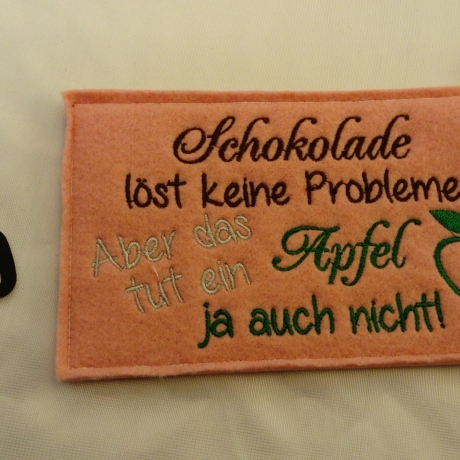 Schokolade
löst keine Probleme
Aber das
tut ein
Apfel
ja auch nicht!